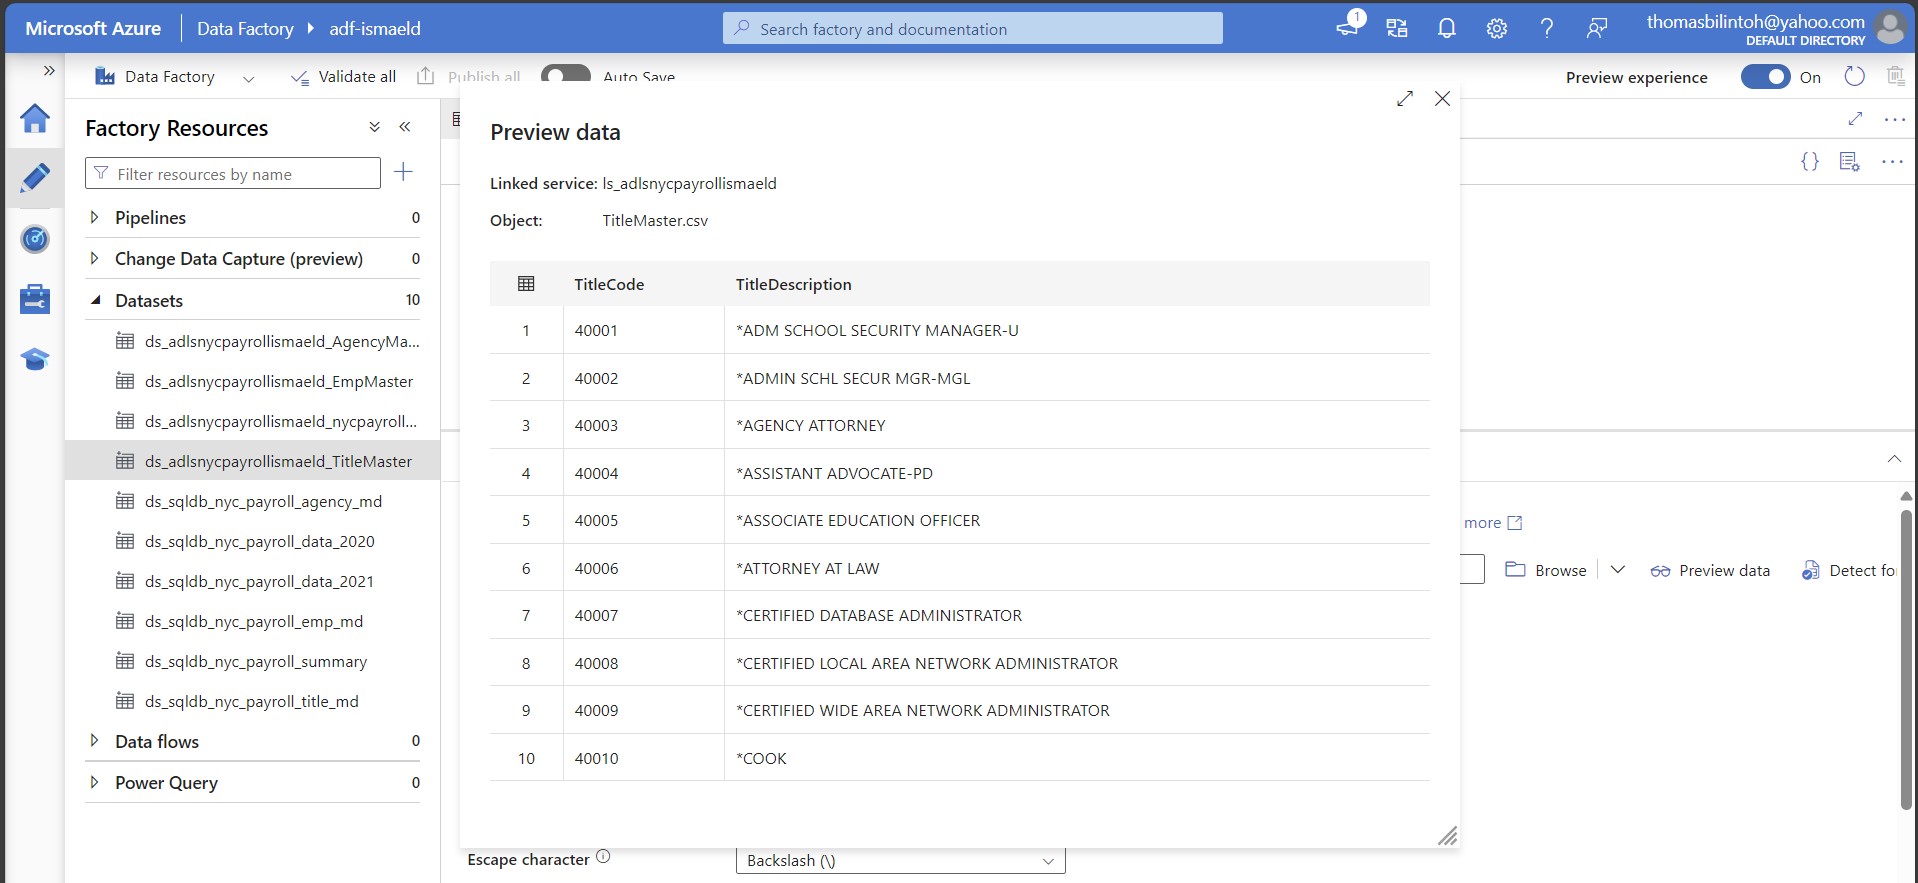 Microsoft Azure
Data Factory
adf-ismaeld
Search factory and documentation
1
thomasbilintoh@yahoo.com
DEFAULT DIRECTORY
Data Factory
Validate all
Publish all
Auto Save
Preview experience
On
Factory Resources
Filter resources by name
Pipelines 0
Change Data Capture (preview) 0
Datasets 10
ds_adlsnycpayrollismaeld_AgencyMa...
ds_adlsnycpayrollismaeld_EmpMaster
ds_adlsnycpayrollismaeld_nycpayroll...
ds_adlsnycpayrollismaeld_TitleMaster
ds_sqldb_nyc_payroll_agency_md
ds_sqldb_nyc_payroll_data_2020
ds_sqldb_nyc_payroll_data_2021
ds_sqldb_nyc_payroll_emp_md
ds_sqldb_nyc_payroll_summary
ds_sqldb_nyc_payroll_title_md
Data flows 0
Power Query 0
Preview data
Linked service: ls_adlsnycpayrollismaeld
Object: TitleMaster.csv
TitleCode TitleDescription
1 40001 *ADM SCHOOL SECURITY MANAGER-U
2 40002 *ADMIN SCHL SECUR MGR-MGL
3 40003 *AGENCY ATTORNEY
4 40004 *ASSISTANT ADVOCATE-PD
5 40005 *ASSOCIATE EDUCATION OFFICER
6 40006 *ATTORNEY AT LAW
7 40007 *CERTIFIED DATABASE ADMINISTRATOR
8 40008 *CERTIFIED LOCAL AREA NETWORK ADMINISTRATOR
9 40009 *CERTIFIED WIDE AREA NETWORK ADMINISTRATOR
10 40010 *COOK
more
Browse
Preview data
Detect for
Escape character
Backslash (\)